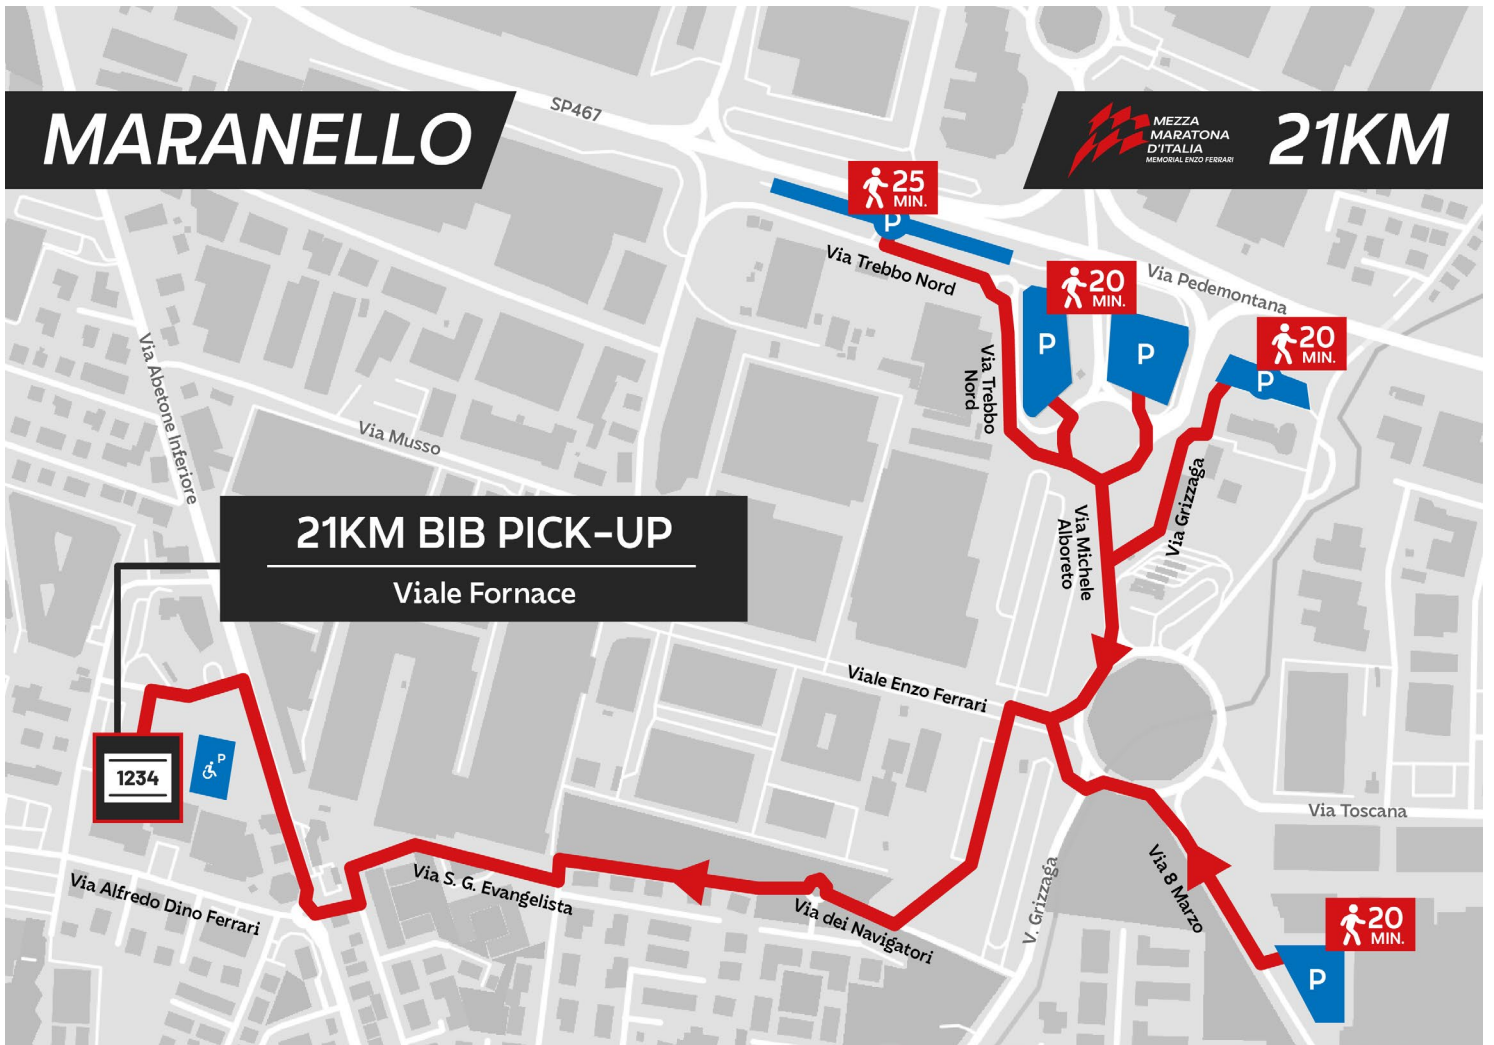 SP467
MARANELLO
MEZZA
MARATONA
D'ITALIA
MEMORIAL ENZO FERRARI
21KM
25
MIN.
P
Via Trebbo Nord
Via Pedemontana
20
MIN.
P
P
20
MIN.
P
Via Trebbo
Nord
Via Abetone Inferiore
Via Musso
Via Grizzaga
Via Michele
Alboreto
21KM BIB PICK-UP
Viale Fornace
Viale Enzo Ferrari
1234
P
Via Toscana
Via S. G. Evangelista
Via Alfredo Dino Ferrari
Via dei Navigatori
V. Grizzaga
Via 8 Marzo
20
MIN.
P